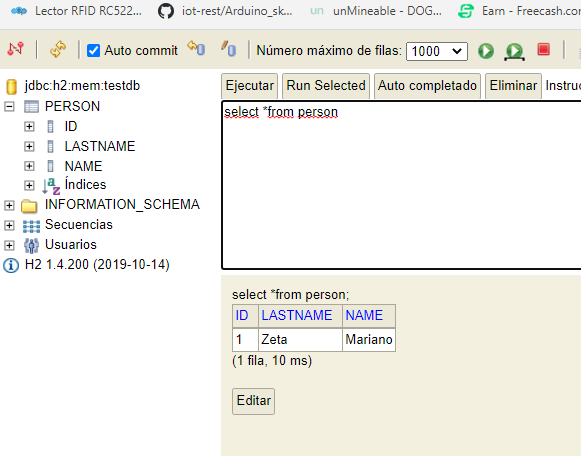 Lector RFID RC522... iot-rest/Arduino_sk... un unMineable - DOG... Earn - Freecash.com
Auto commit Número máximo de filas: 1000
jdbc:h2:mem:testdb
PERSON
ID
LASTNAME
NAME
Índices
INFORMATION_SCHEMA
Secuencias
Usuarios
H2 1.4.200 (2019-10-14)
Ejecutar Run Selected Auto completado Eliminar Instruc
select *from person
select *from person;
ID LASTNAME NAME
1 Zeta Mariano
(1 fila, 10 ms)
Editar